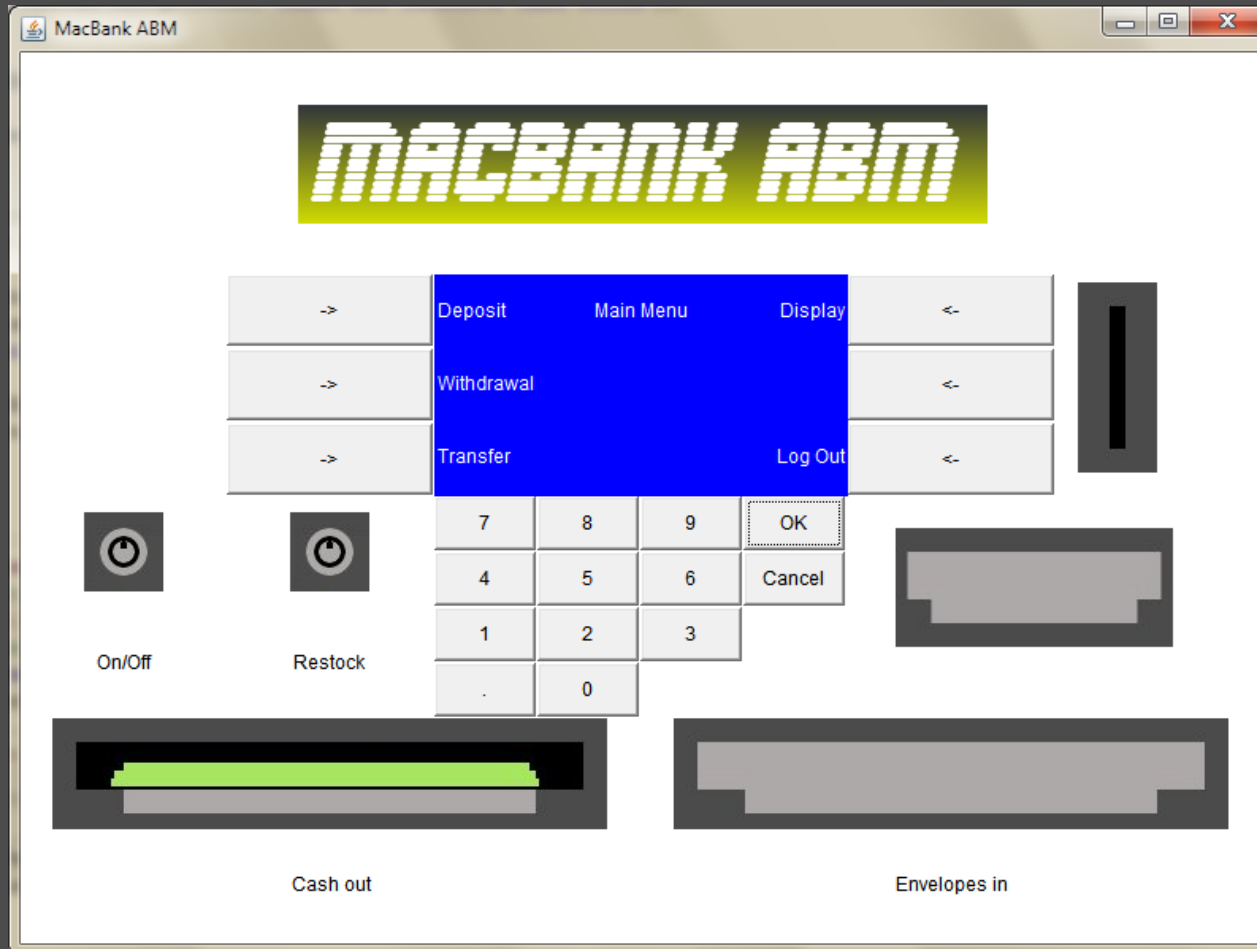 MacBank ABM
MACBANK ABM
-> Deposit Main Menu Display <-
-> Withdrawal <-
-> Transfer Log Out <-
7 8 9 OK
4 5 6 Cancel
1 2 3
. 0
On/Off Restock
Cash out Envelopes in